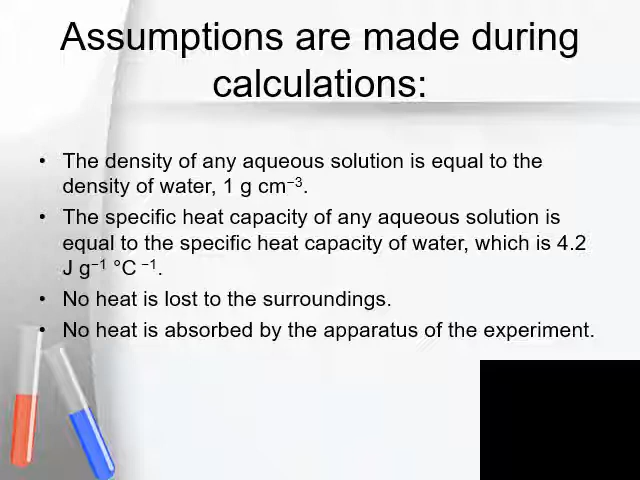 Assumptions are made during
calculations:
• The density of any aqueous solution is equal to the
density of water, 1 g cm⁻³.
• The specific heat capacity of any aqueous solution is
equal to the specific heat capacity of water, which is 4.2
J g⁻¹ °C ⁻¹.
• No heat is lost to the surroundings.
• No heat is absorbed by the apparatus of the experiment.